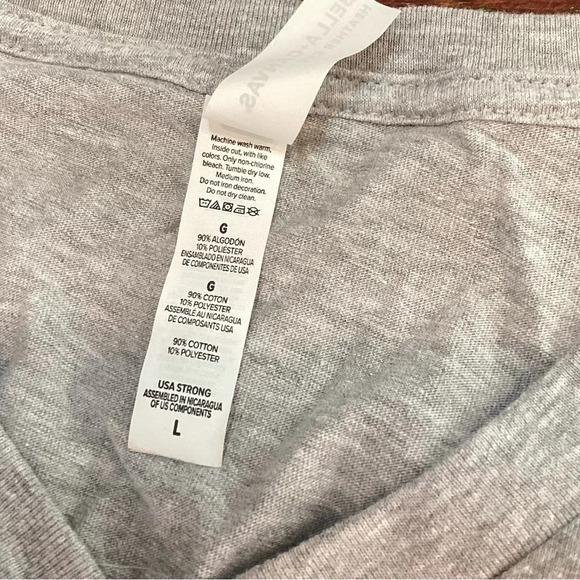 BELLA+CANVAS
HEATHER
Machine wash warm,
inside out, with like
colors. Only non-chlorine
bleach. Tumble dry low.
Medium iron.
Do not iron decoration.
Do not dry clean.
G
90% ALGODÓN
10% POLIÉSTER
ENSAMBLADO EN NICARAGUA
DE COMPONENTES DE USA
G
90% COTON
10% POLYESTER
ASSEMBLÉ AU NICARAGUA
DE COMPOSANTS USA
90% COTTON
10% POLYESTER
USA STRONG
ASSEMBLED IN NICARAGUA
OF US COMPONENTS
L